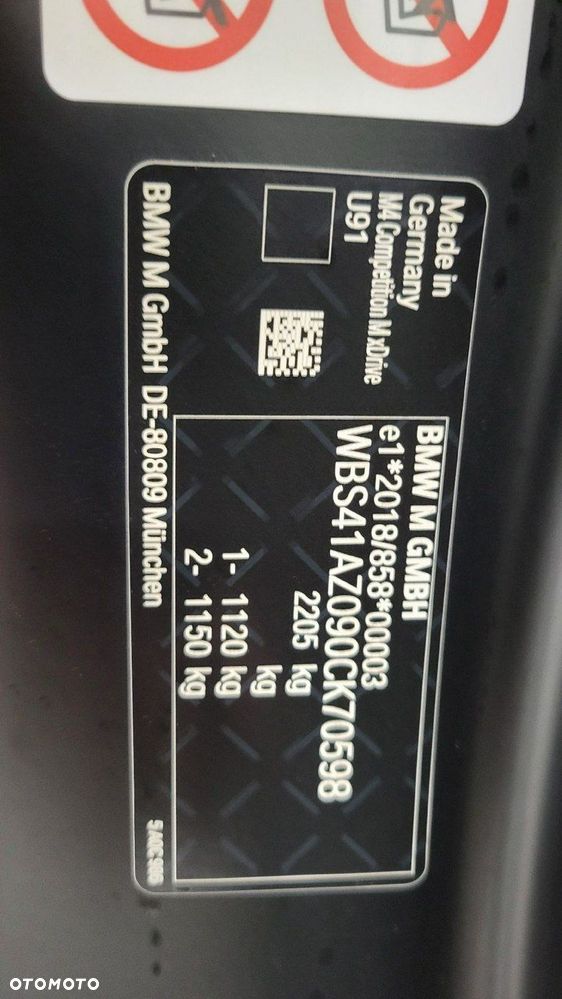 Made in
Germany
M4 Competition M xDrive
U91
BMW M GMBH
e1*2018/858*00003
WBS41AZ090CK70598
2205 kg
kg
1- 1120 kg
2- 1150 kg
BMW M GmbH DE-80809 München
OTOMOTO